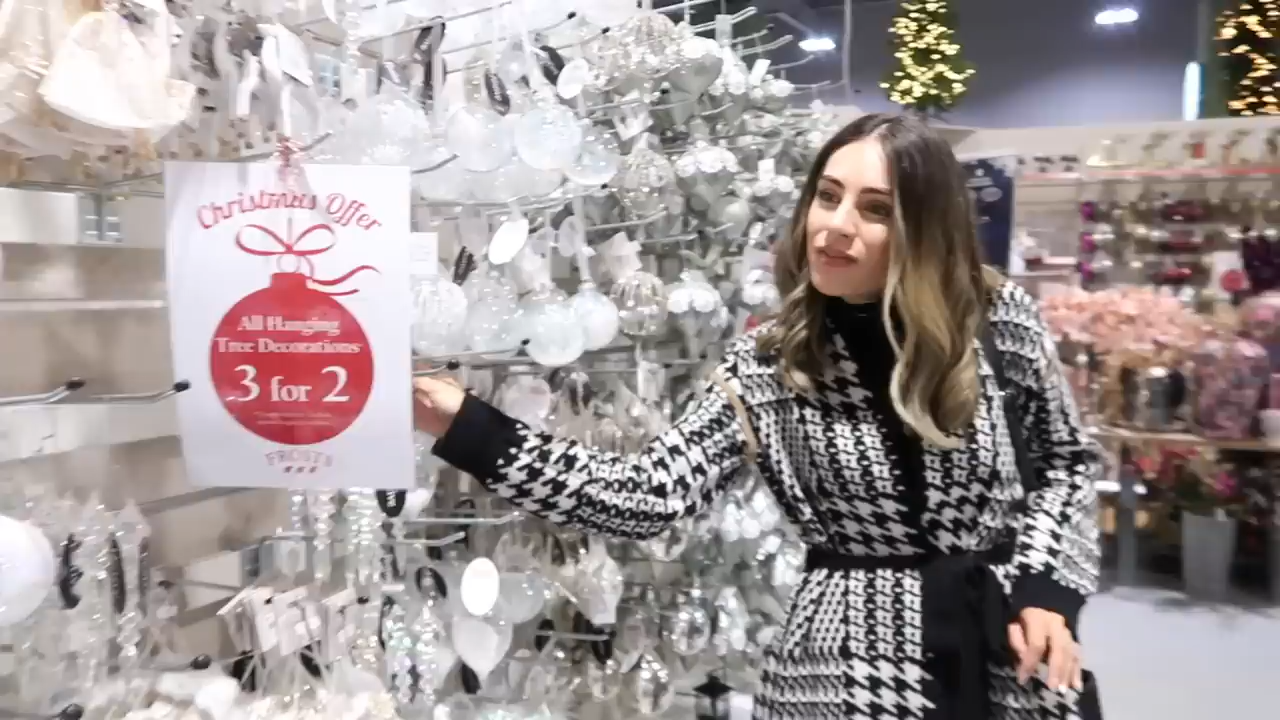 Christmas Offer
All Hanging
Tree Decorations
3 for 2
FROSTS